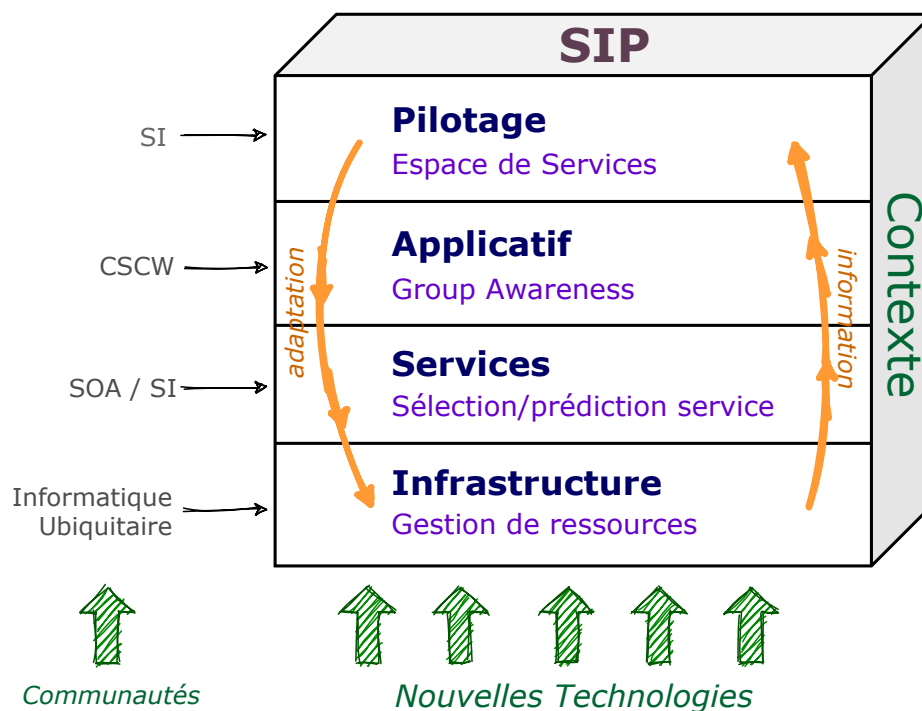 SIP
SI
Pilotage
Espace de Services
CSCW
Applicatif
Group Awareness
SOA / SI
Services
Sélection/prédiction service
Informatique
Ubiquitaire
Infrastructure
Gestion de ressources
adaptation
information
Contexte
Communautés
Nouvelles Technologies